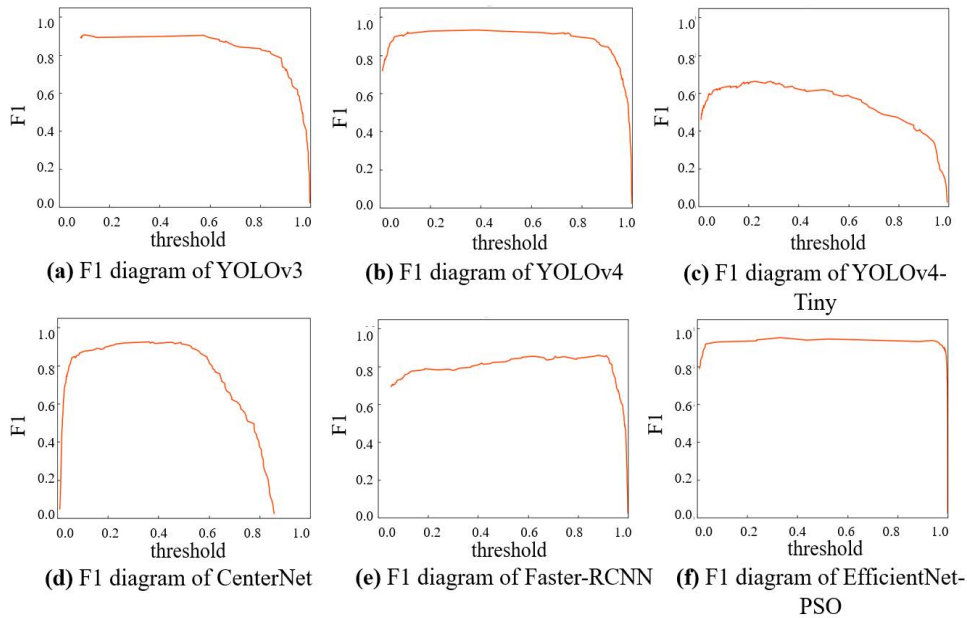 1.0
0.8
0.6
0.4
0.2
0.0
F1
0.0 0.2 0.4 0.6 0.8 1.0
threshold
(a) F1 diagram of YOLOv3
1.0
0.8
0.6
0.4
0.2
0.0
F1
0.0 0.2 0.4 0.6 0.8 1.0
threshold
(b) F1 diagram of YOLOv4
1.0
0.8
0.6
0.4
0.2
0.0
F1
0.0 0.2 0.4 0.6 0.8 1.0
threshold
(c) F1 diagram of YOLOv4-
Tiny
1.0
0.8
0.6
0.4
0.2
0.0
F1
0.0 0.2 0.4 0.6 0.8 1.0
threshold
(d) F1 diagram of CenterNet
1.0
0.8
0.6
0.4
0.2
0.0
F1
0.0 0.2 0.4 0.6 0.8 1.0
threshold
(e) F1 diagram of Faster-RCNN
1.0
0.8
0.6
0.4
0.2
0.0
F1
0.0 0.2 0.4 0.6 0.8 1.0
threshold
(f) F1 diagram of EfficientNet-
PSO